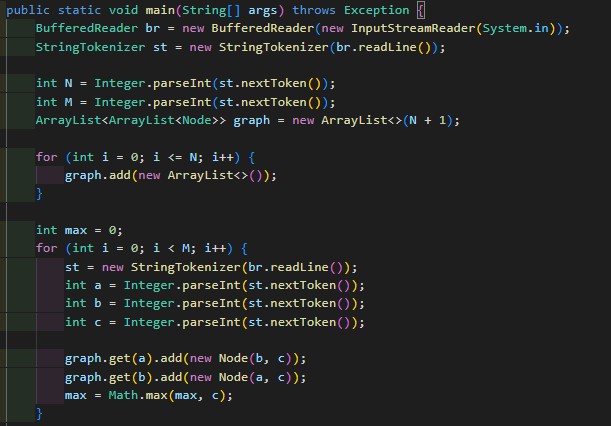 public static void main(String[] args) throws Exception {
    BufferedReader br = new BufferedReader(new InputStreamReader(System.in));
    StringTokenizer st = new StringTokenizer(br.readLine());

    int N = Integer.parseInt(st.nextToken());
    int M = Integer.parseInt(st.nextToken());
    ArrayList<ArrayList<Node>> graph = new ArrayList<>(N + 1);

    for (int i = 0; i <= N; i++) {
        graph.add(new ArrayList<>());
    }

    int max = 0;
    for (int i = 0; i < M; i++) {
        st = new StringTokenizer(br.readLine());
        int a = Integer.parseInt(st.nextToken());
        int b = Integer.parseInt(st.nextToken());
        int c = Integer.parseInt(st.nextToken());

        graph.get(a).add(new Node(b, c));
        graph.get(b).add(new Node(a, c));
        max = Math.max(max, c);
    }